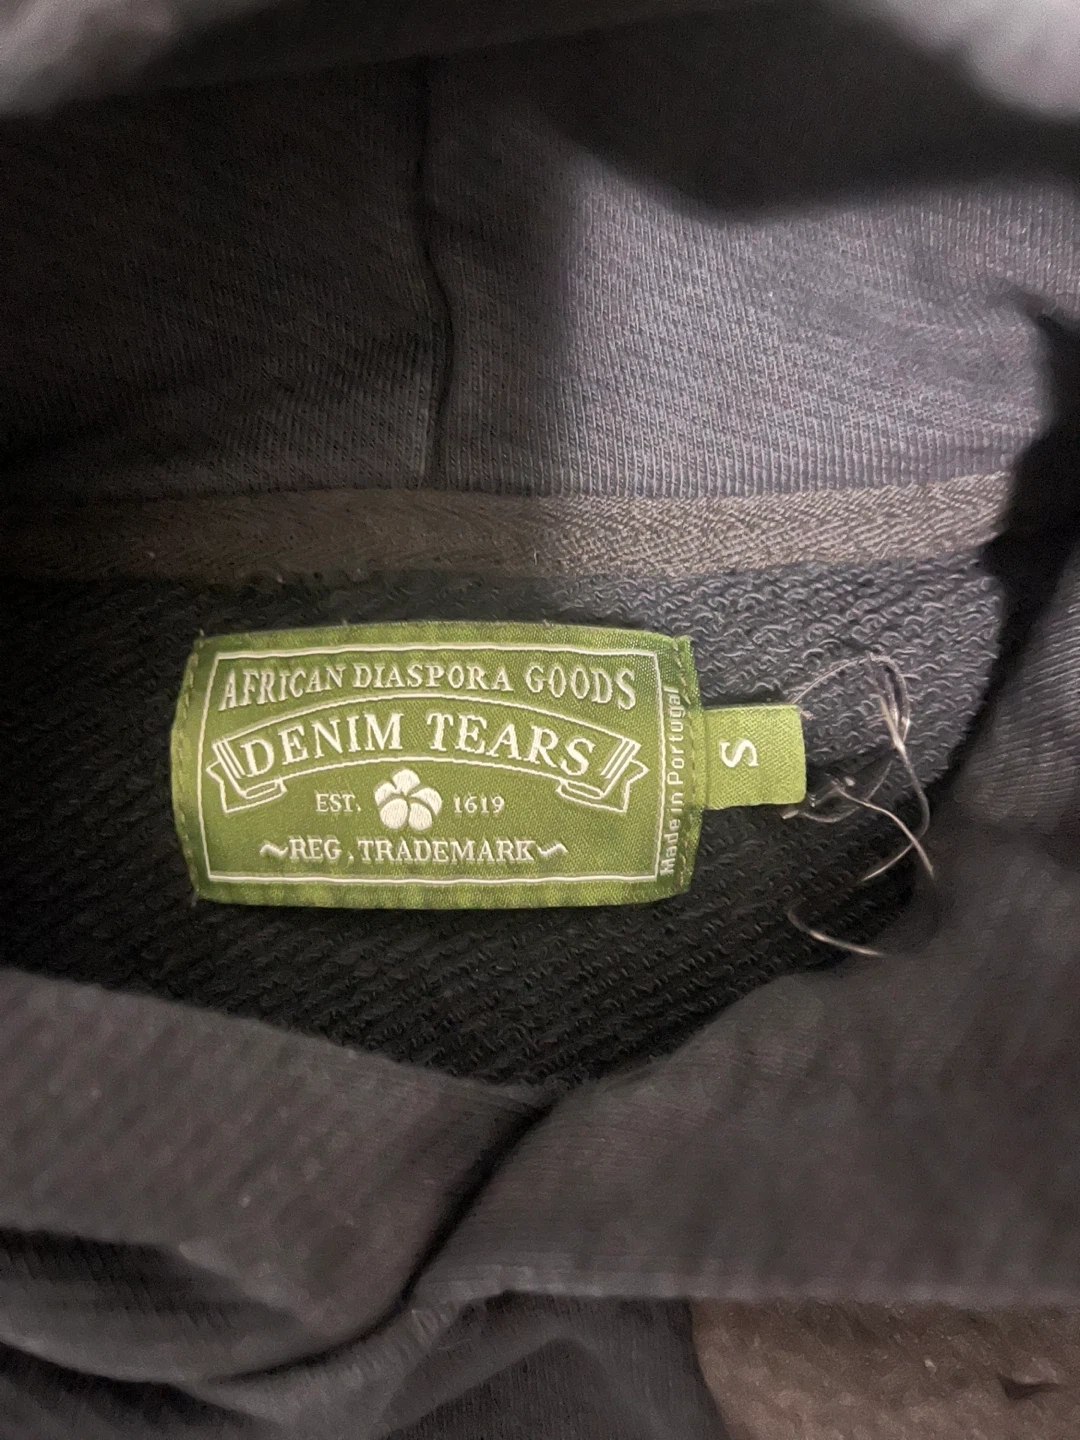 AFRICAN DIASPORA GOODS
DENIM TEARS
EST. 1619
~REG. TRADEMARK~
Made in Portugal
S